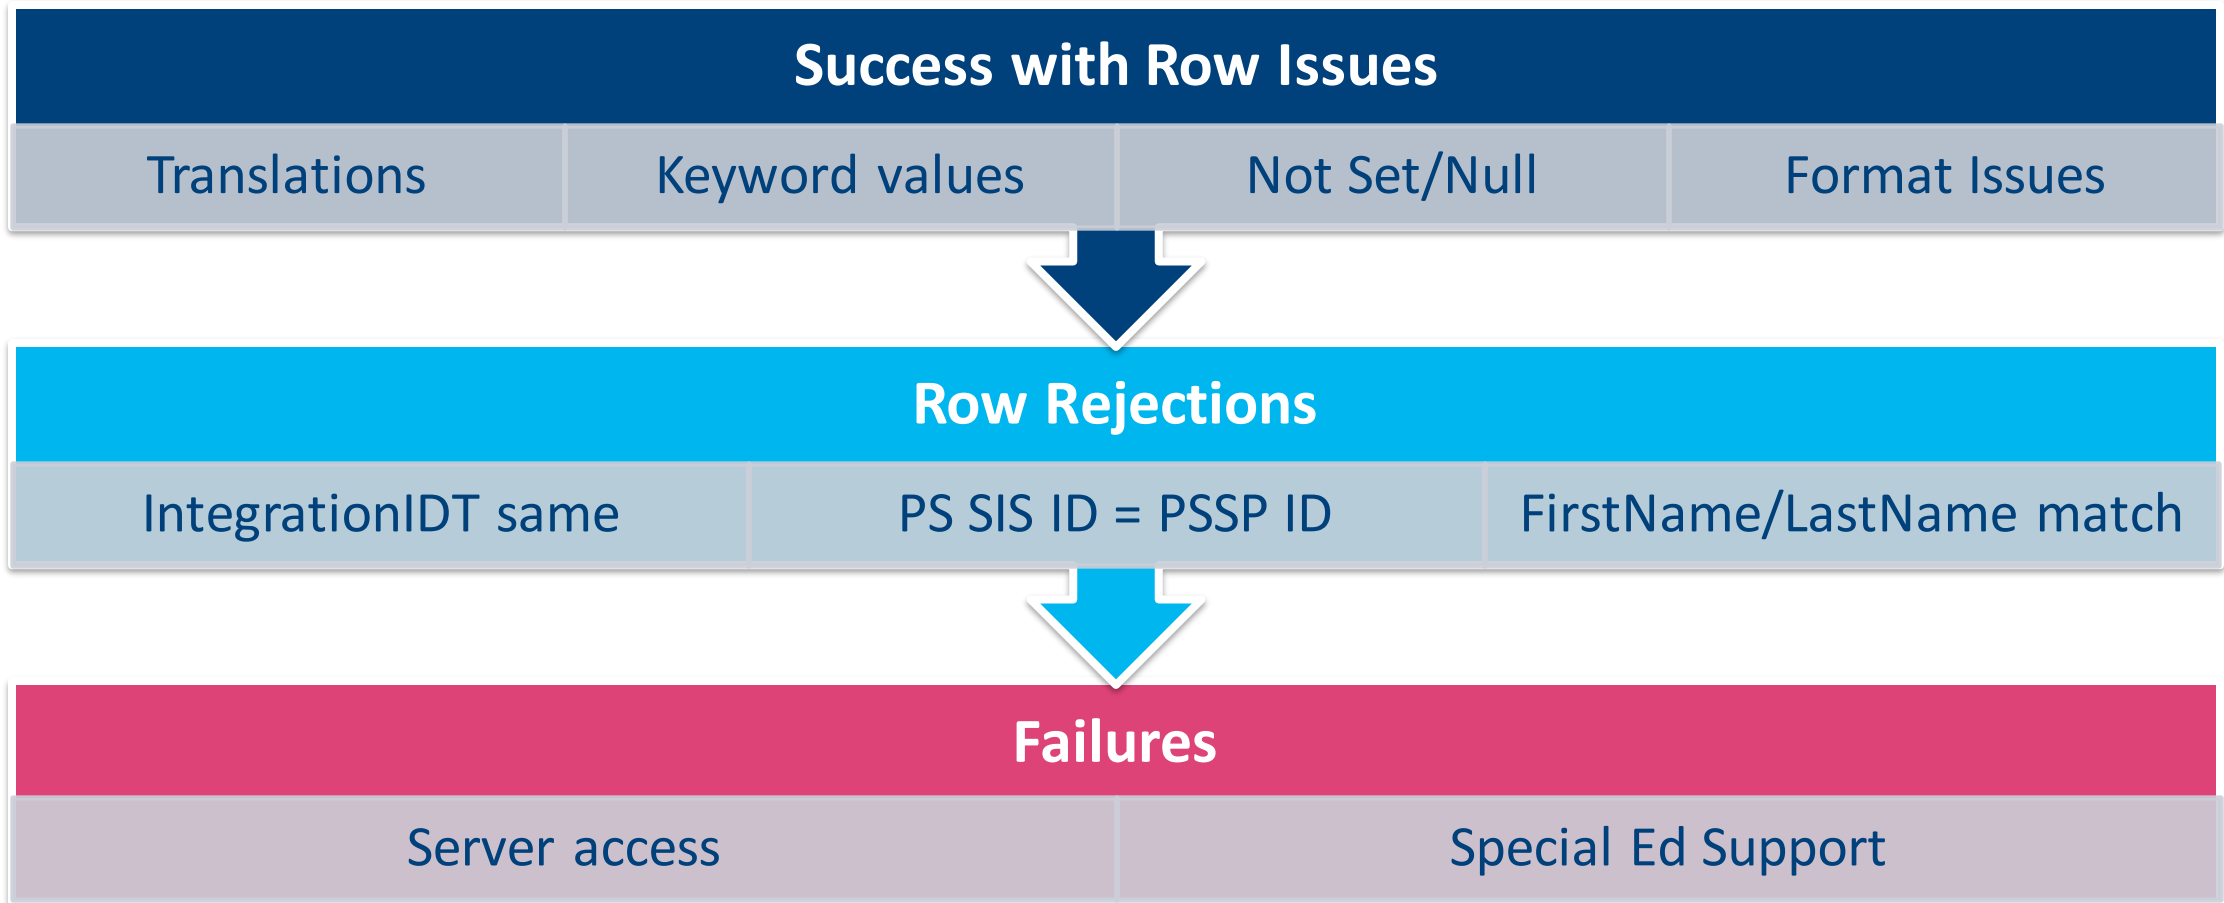 Success with Row Issues
Translations
Keyword values
Not Set/Null
Format Issues
Row Rejections
IntegrationIDT same
PS SIS ID = PSSP ID
FirstName/LastName match
Failures
Server access
Special Ed Support